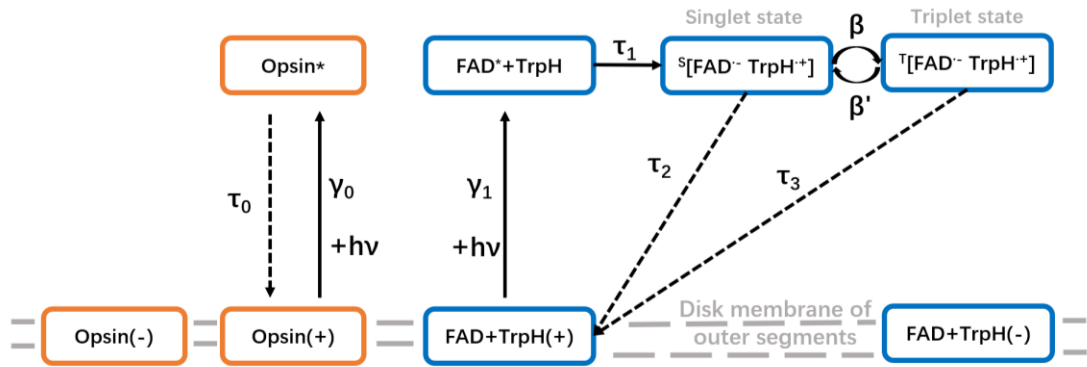 Singlet state
Triplet state
Opsin*
FAD*+TrpH
τ₁
ˢ[FAD·⁻ TrpH·⁺]
β
β'
ᵀ[FAD·⁻ TrpH·⁺]
τ₀
γ₀
+hν
γ₁
+hν
τ₂
τ₃
Opsin(-)
Opsin(+)
FAD+TrpH(+)
Disk membrane of
outer segments
FAD+TrpH(-)